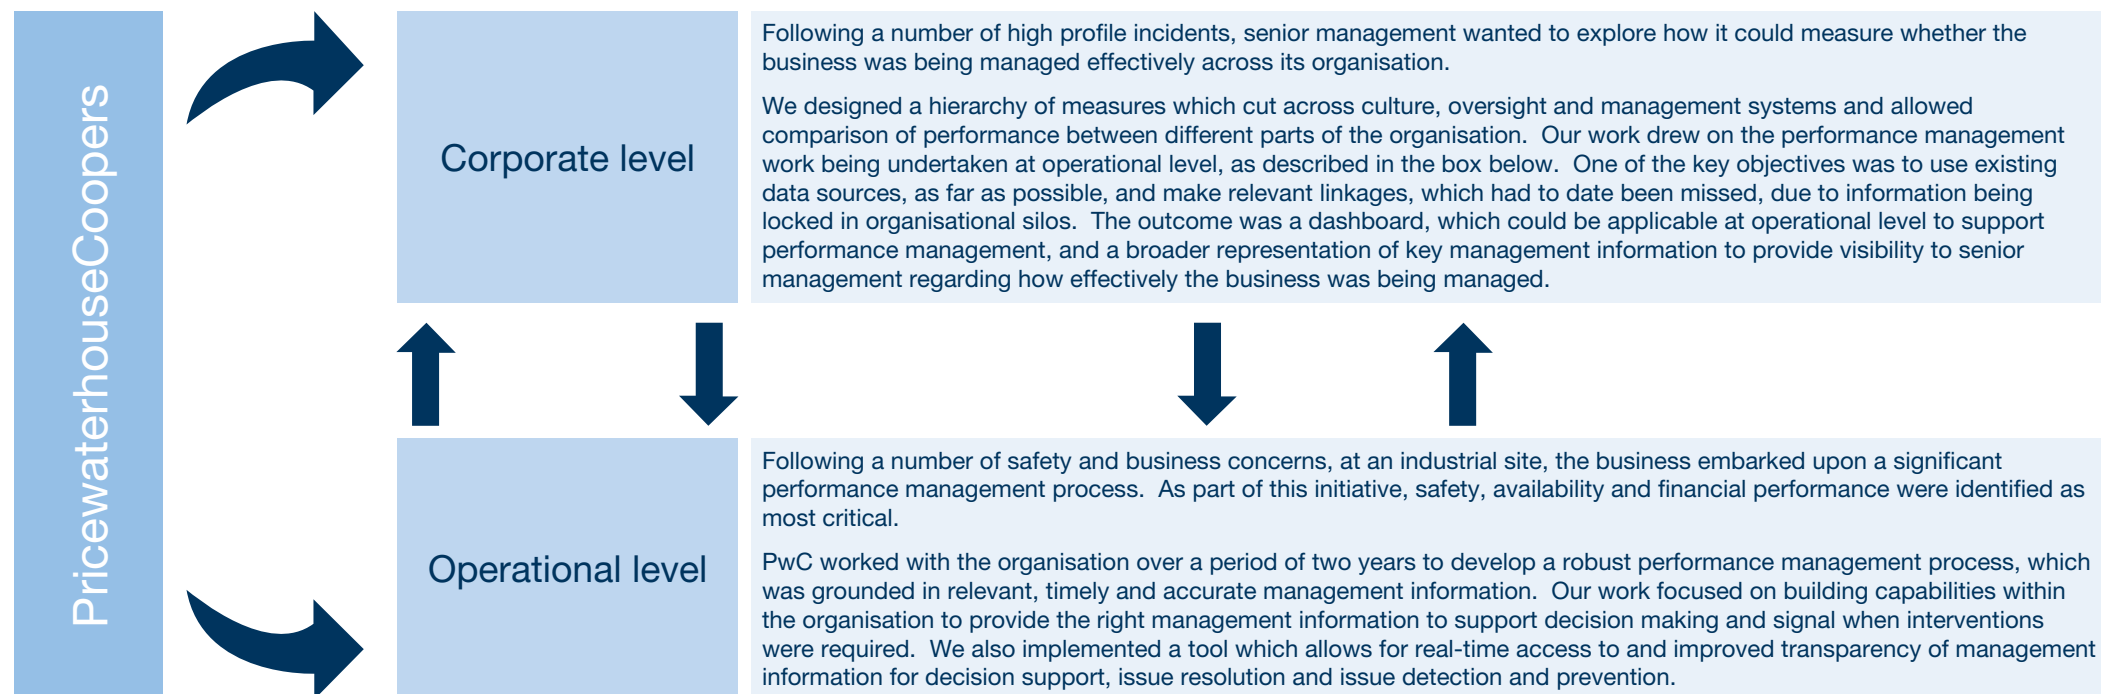 PricewaterhouseCoopers
Corporate level
Following a number of high profile incidents, senior management wanted to explore how it could measure whether the
business was being managed effectively across its organisation.
We designed a hierarchy of measures which cut across culture, oversight and management systems and allowed
comparison of performance between different parts of the organisation.  Our work drew on the performance management
work being undertaken at operational level, as described in the box below.  One of the key objectives was to use existing
data sources, as far as possible, and make relevant linkages, which had to date been missed, due to information being
locked in organisational silos.  The outcome was a dashboard, which could be applicable at operational level to support
performance management, and a broader representation of key management information to provide visibility to senior
management regarding how effectively the business was being managed.
Operational level
Following a number of safety and business concerns, at an industrial site, the business embarked upon a significant
performance management process.  As part of this initiative, safety, availability and financial performance were identified as
most critical.
PwC worked with the organisation over a period of two years to develop a robust performance management process, which
was grounded in relevant, timely and accurate management information.  Our work focused on building capabilities within
the organisation to provide the right management information to support decision making and signal when interventions
were required.  We also implemented a tool which allows for real-time access to and improved transparency of management
information for decision support, issue resolution and issue detection and prevention.